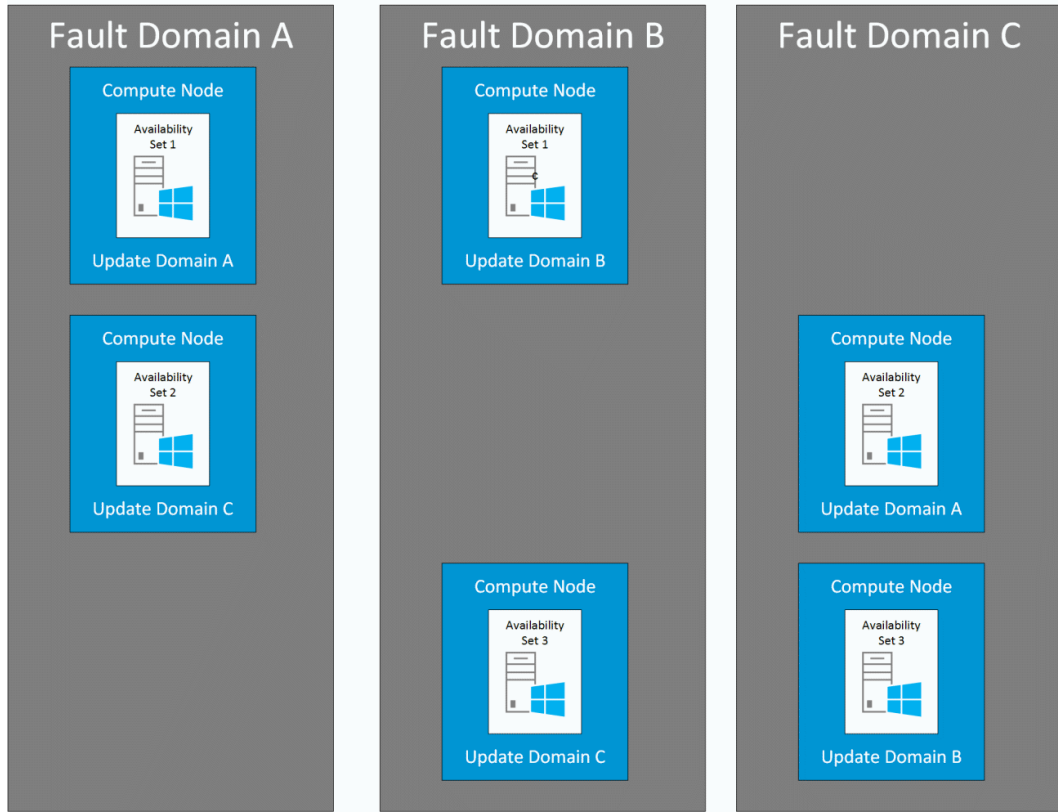 Fault Domain A
Compute Node
Availability
Set 1
Update Domain A
Compute Node
Availability
Set 2
Update Domain C
Fault Domain B
Compute Node
Availability
Set 1
c
Update Domain B
Compute Node
Availability
Set 3
Update Domain C
Fault Domain C
Compute Node
Availability
Set 2
Update Domain A
Compute Node
Availability
Set 3
Update Domain B